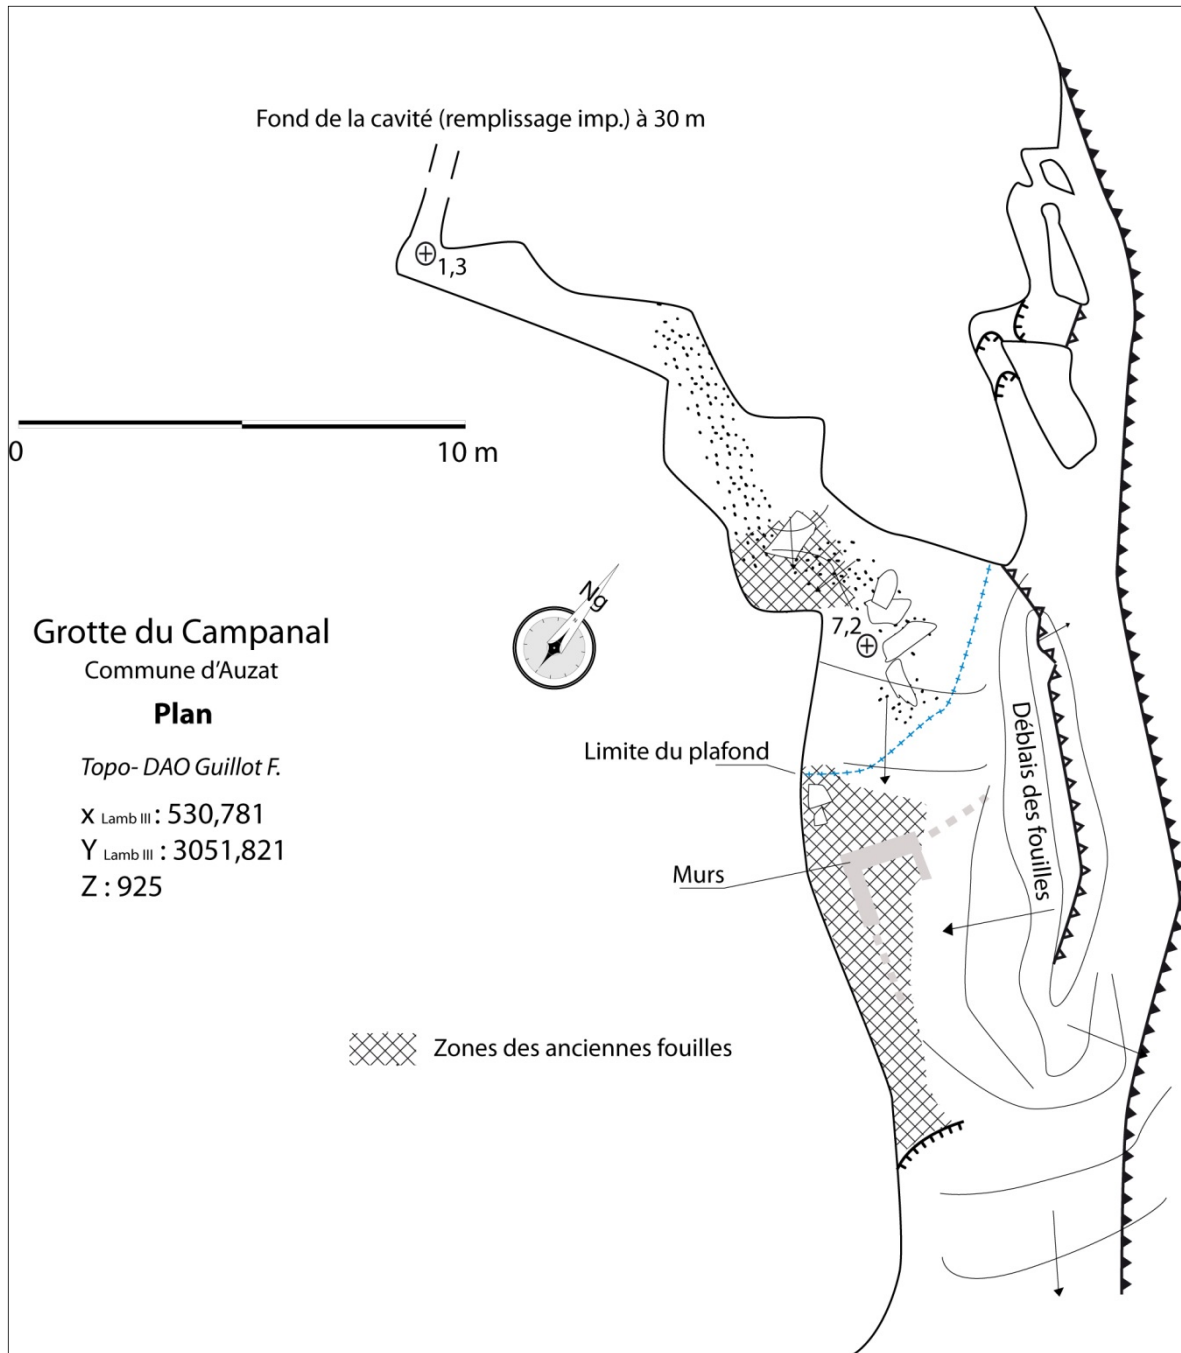 Fond de la cavité (remplissage imp.) à 30 m
1,3
0
10 m
Ng
7,2
Grotte du Campanal
Commune d'Auzat
Plan
Topo- DAO Guillot F.
x Lamb III : 530,781
Y Lamb III : 3051,821
Z : 925
Limite du plafond
Déblais des fouilles
Murs
Zones des anciennes fouilles